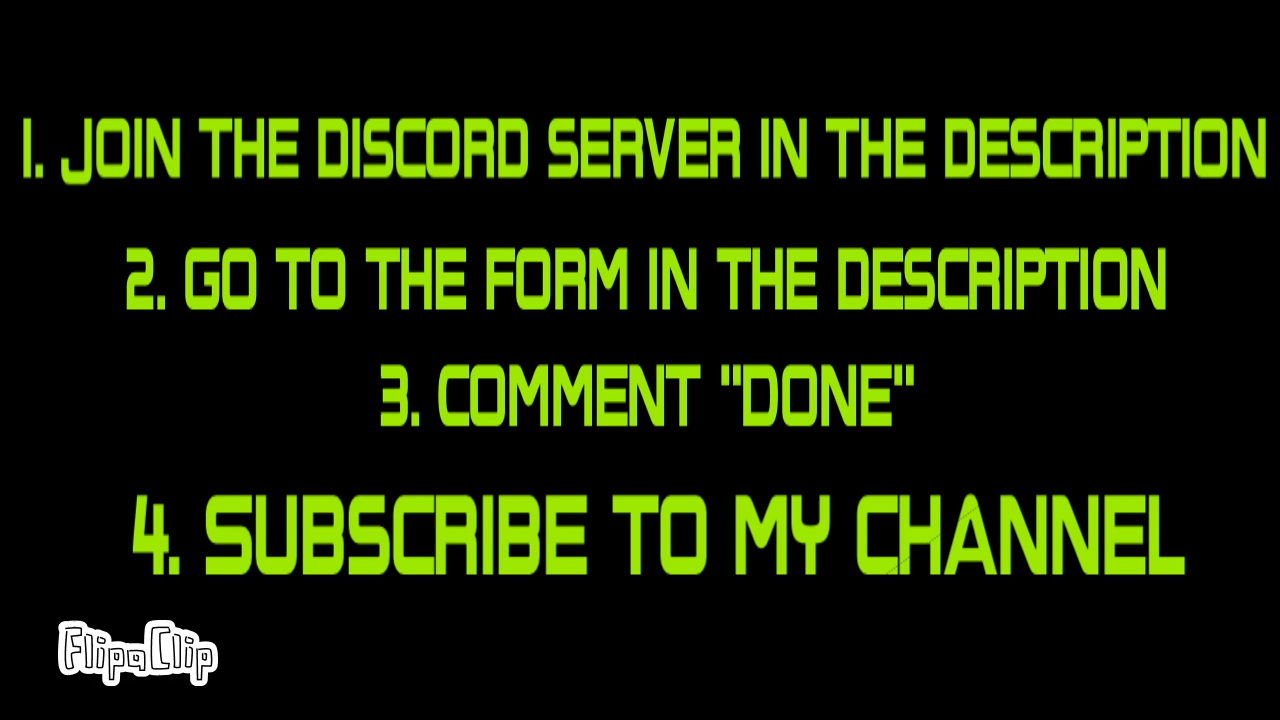 1. JOIN THE DISCORD SERVER IN THE DESCRIPTION
2. GO TO THE FORM IN THE DESCRIPTION
3. COMMENT "DONE"
4. SUBSCRIBE TO MY CHANNEL
FlipaClip